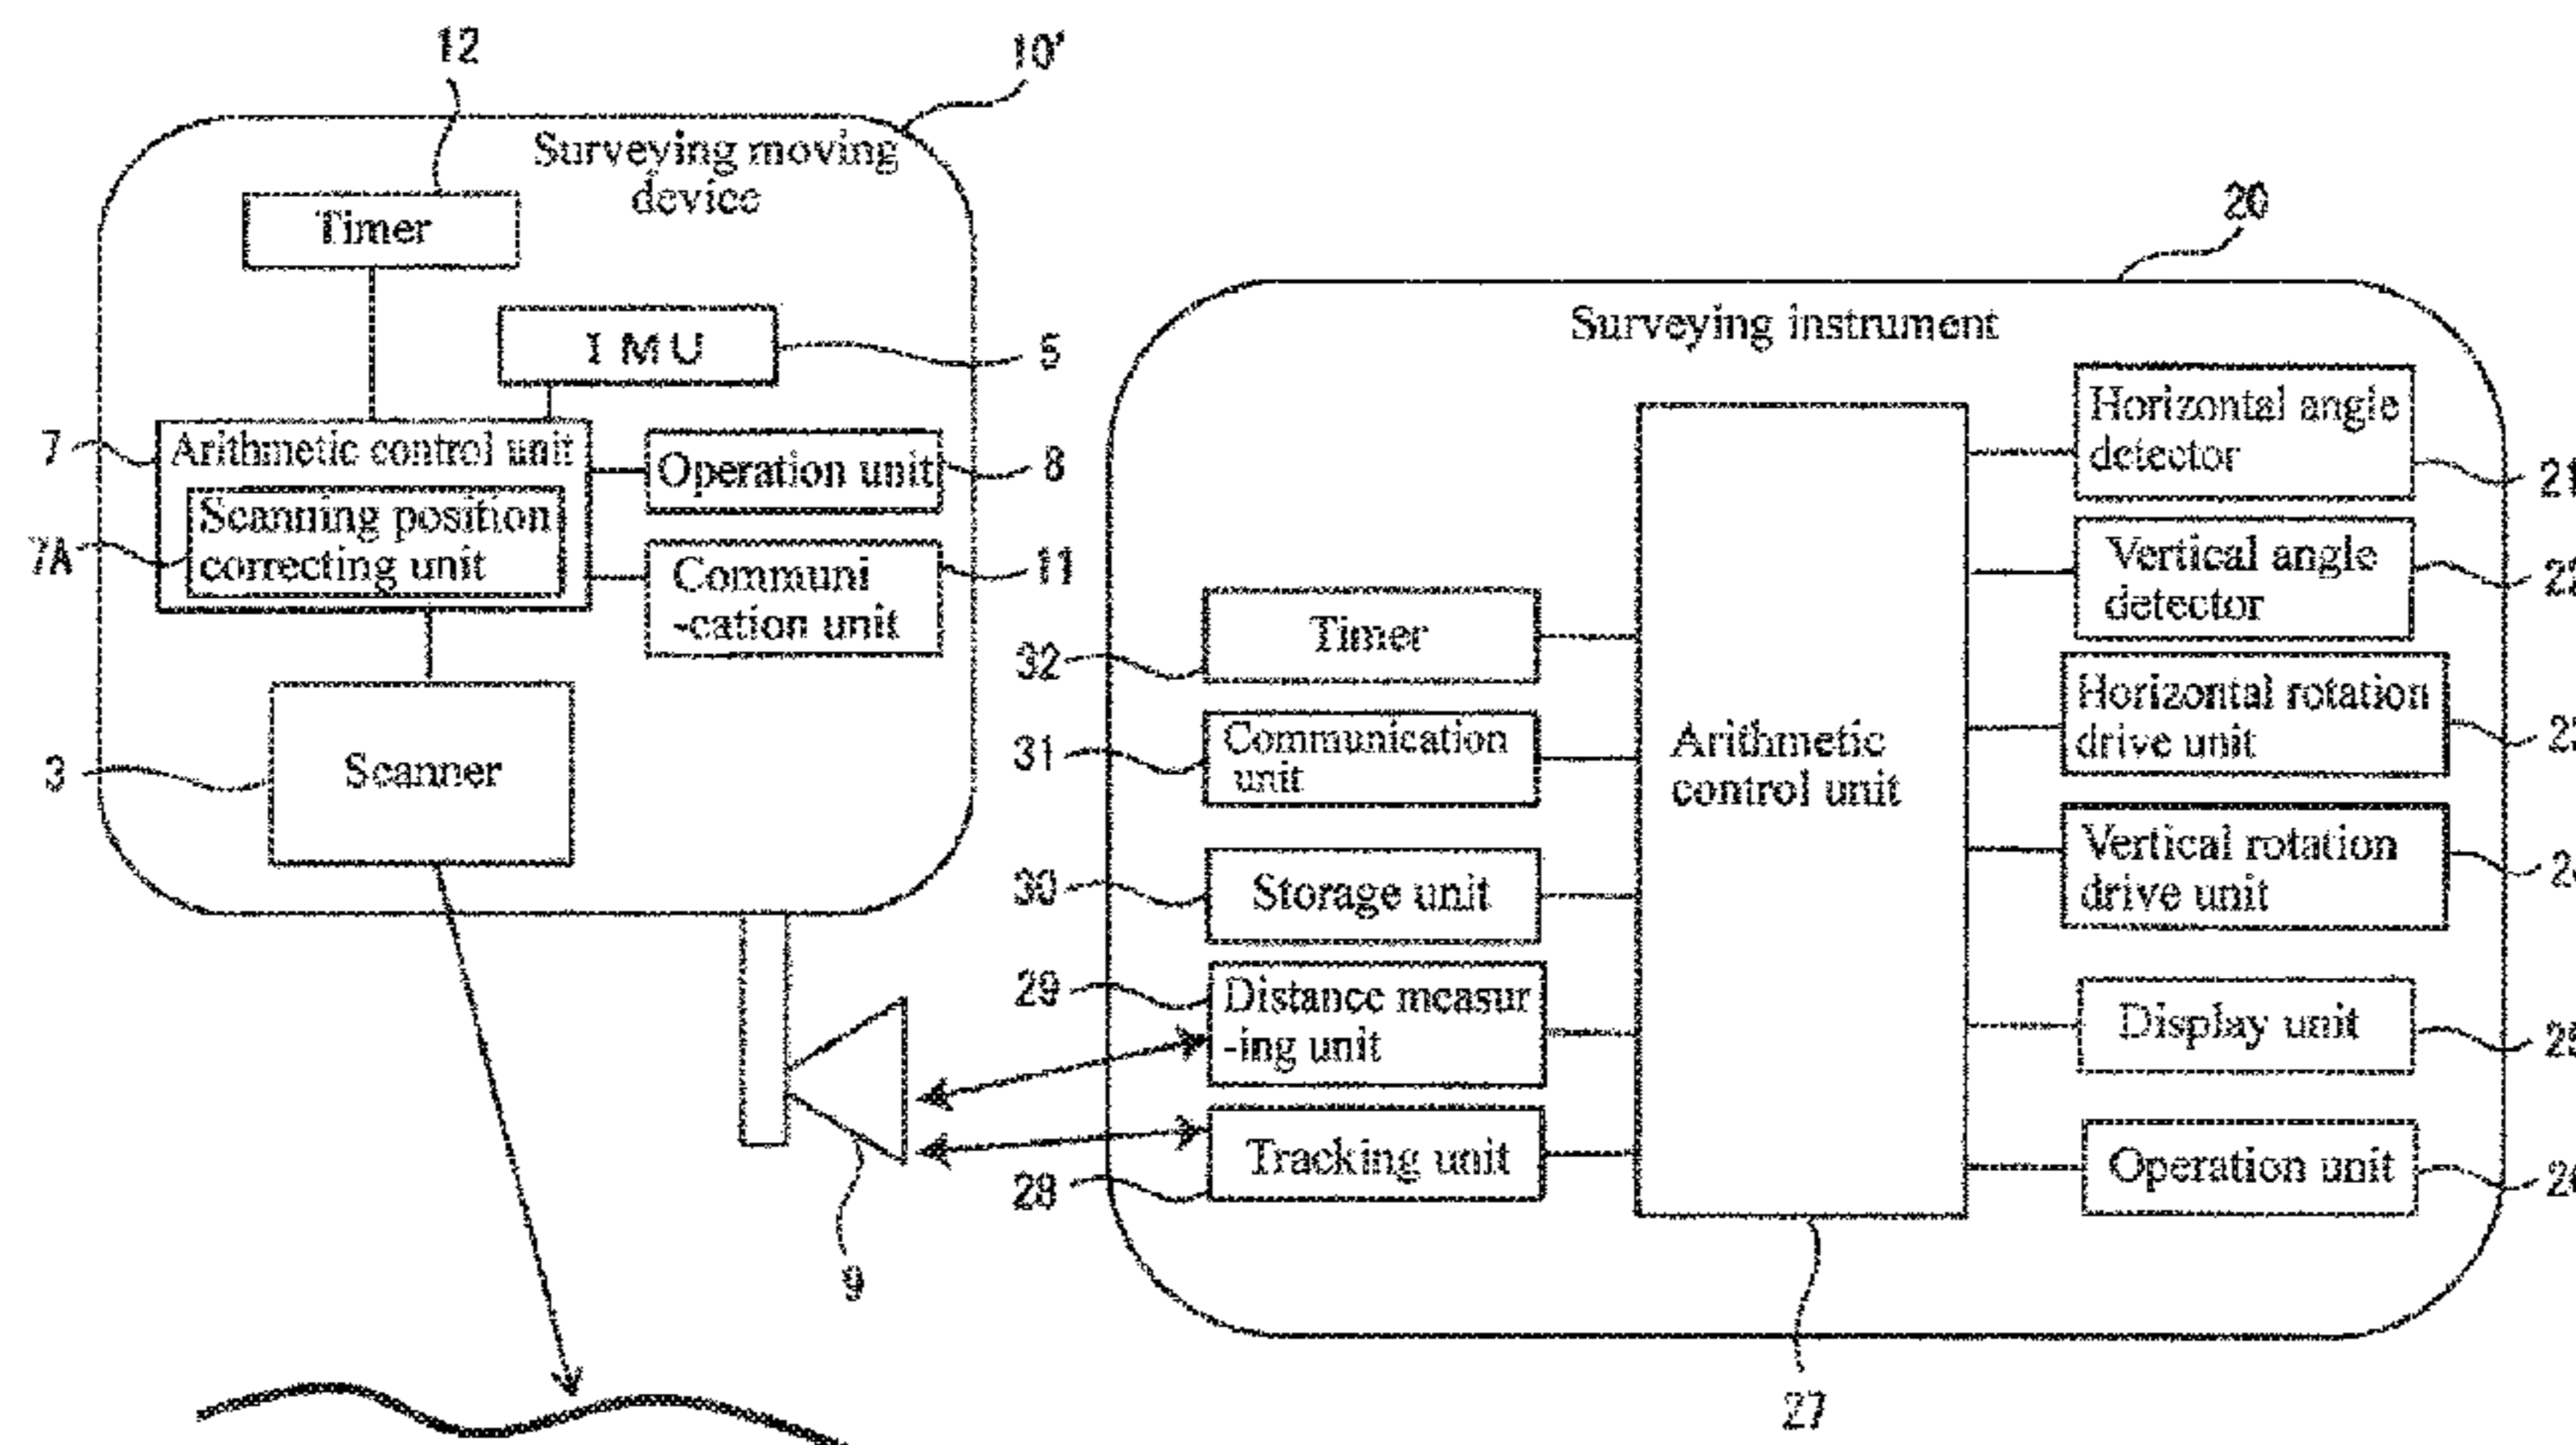 12
10'
Surveying moving
device
Timer
20
Surveying instrument
I M U
5
Horizontal angle
detector
21
7
Arithmetic control unit
Operation unit
8
Scanning position
correcting unit
7A
Communi
-cation unit
11
Vertical angle
detector
Timer
32
Horizontal rotation
drive unit
3
Scanner
31
Communication
unit
Arithmetic
control unit
Vertical rotation
drive unit
30
Storage unit
29
Distance measur
-ing unit
Display unit
28
Tracking unit
Operation unit
9
27